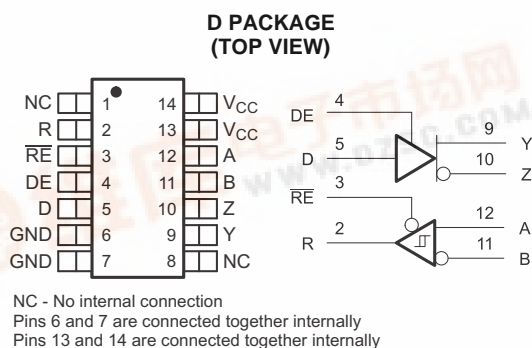 D PACKAGE
(TOP VIEW)
NC 1 14 VCC
R 2 13 VCC
RE 3 12 A
DE 4 11 B
D 5 10 Z
GND 6 9 Y
GND 7 8 NC
DE 4
D 5
9 Y
10 Z
RE 3
R 2
12 A
11 B
NC - No internal connection
Pins 6 and 7 are connected together internally
Pins 13 and 14 are connected together internally